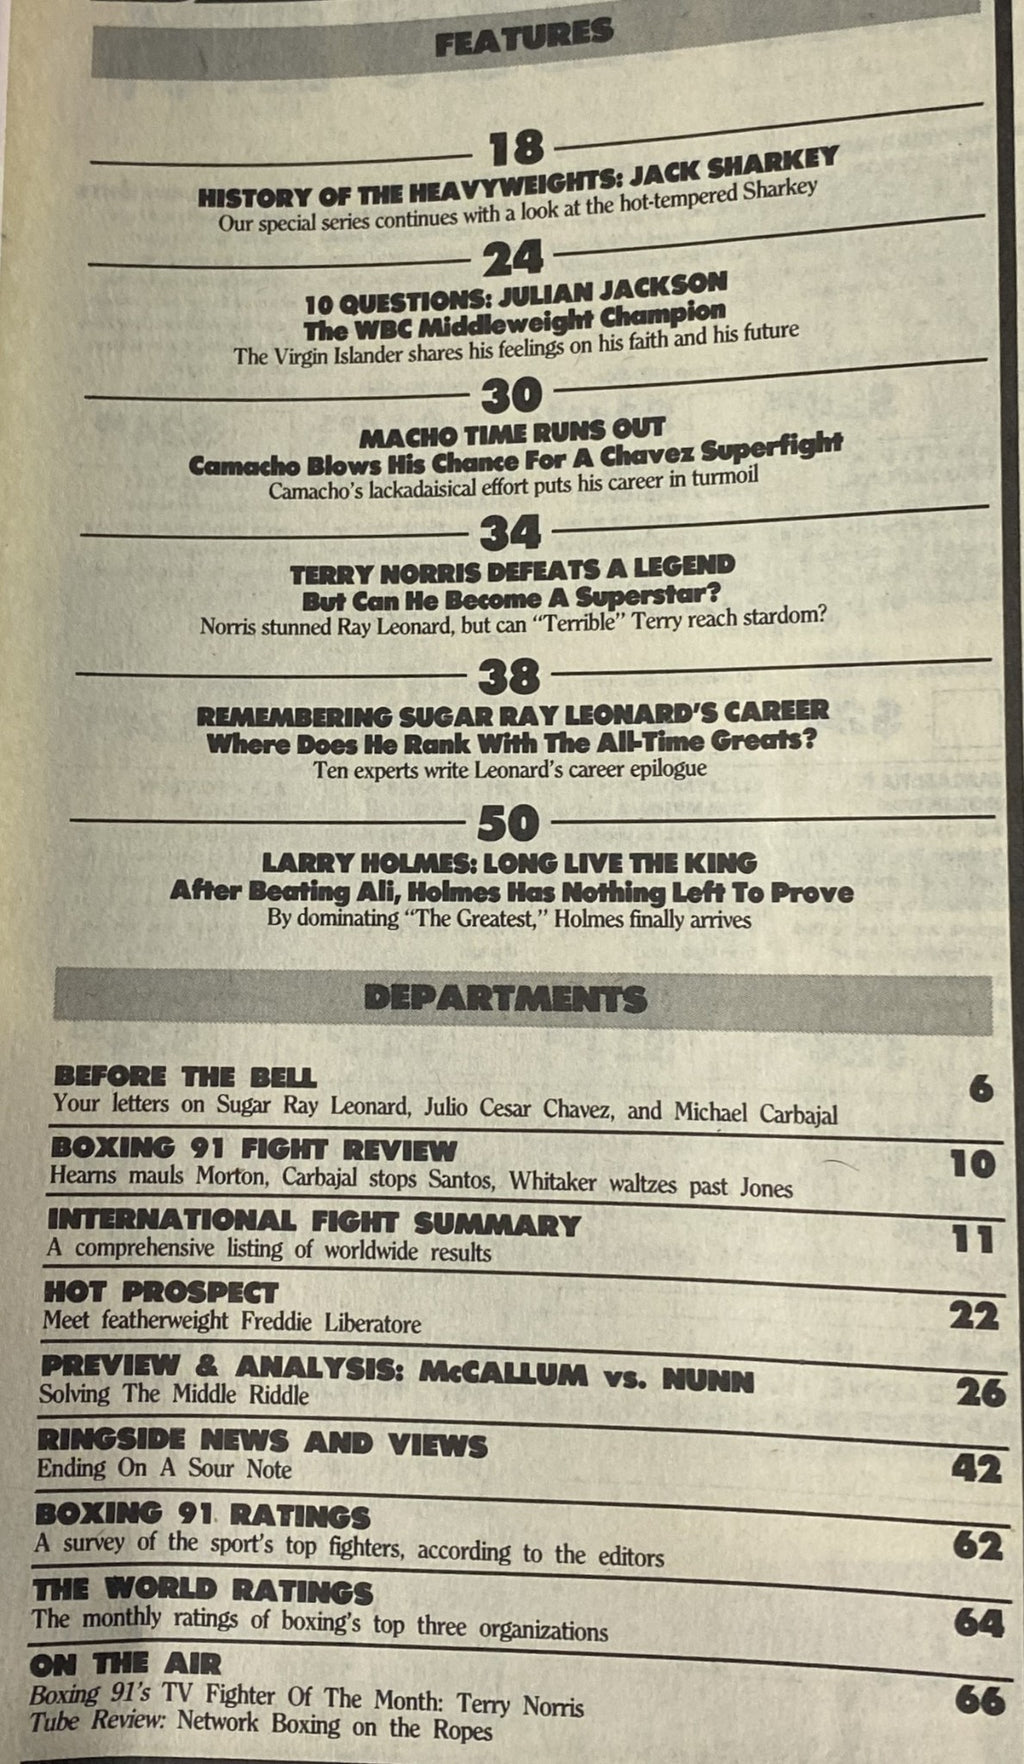 FEATURES
18
HISTORY OF THE HEAVYWEIGHTS: JACK SHARKEY
Our special series continues with a look at the hot-tempered Sharkey
24
10 QUESTIONS: JULIAN JACKSON
The WBC Middleweight Champion
The Virgin Islander shares his feelings on his faith and his future
30
MACHO TIME RUNS OUT
Camacho Blows His Chance For A Chavez Superfight
Camacho's lackadaisical effort puts his career in turmoil
34
TERRY NORRIS DEFEATS A LEGEND
But Can He Become A Superstar?
Norris stunned Ray Leonard, but can "Terrible" Terry reach stardom?
38
REMEMBERING SUGAR RAY LEONARD'S CAREER
Where Does He Rank With The All-Time Greats?
Ten experts write Leonard's career epilogue
50
LARRY HOLMES: LONG LIVE THE KING
After Beating Ali, Holmes Has Nothing Left To Prove
By dominating "The Greatest," Holmes finally arrives
DEPARTMENTS
BEFORE THE BELL 6
Your letters on Sugar Ray Leonard, Julio Cesar Chavez, and Michael Carbajal
BOXING 91 FIGHT REVIEW 10
Hearns mauls Morton, Carbajal stops Santos, Whitaker waltzes past Jones
INTERNATIONAL FIGHT SUMMARY 11
A comprehensive listing of worldwide results
HOT PROSPECT 22
Meet featherweight Freddie Liberatore
PREVIEW & ANALYSIS: McCALLUM vs. NUNN 26
Solving The Middle Riddle
RINGSIDE NEWS AND VIEWS 42
Ending On A Sour Note
BOXING 91 RATINGS 62
A survey of the sport's top fighters, according to the editors
THE WORLD RATINGS 64
The monthly ratings of boxing's top three organizations
ON THE AIR 66
Boxing 91's TV Fighter Of The Month: Terry Norris
Tube Review: Network Boxing on the Ropes